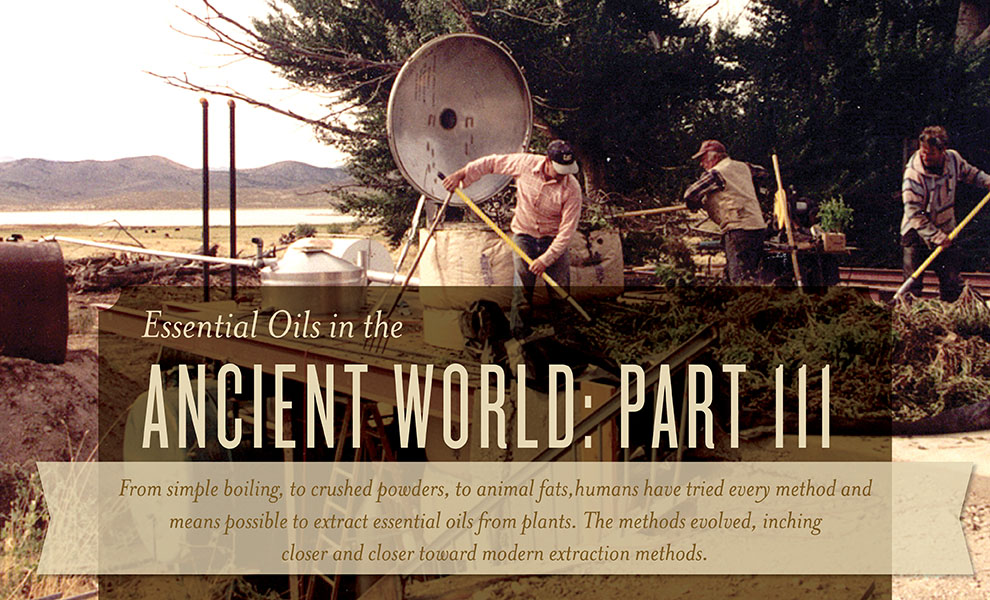 Essential Oils in the
ANCIENT WORLD: PART III
From simple boiling, to crushed powders, to animal fats,humans have tried every method and
means possible to extract essential oils from plants. The methods evolved, inching
closer and closer toward modern extraction methods.